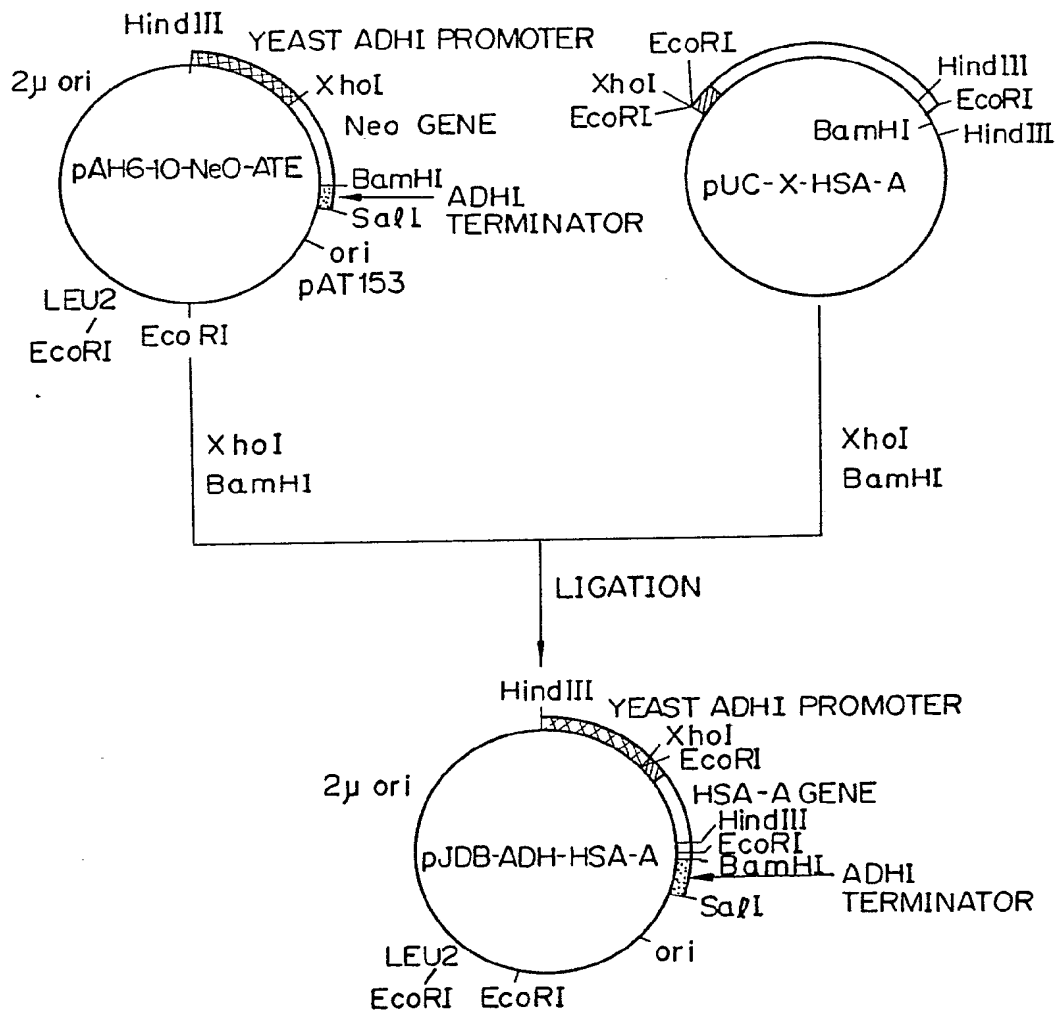 HindIII
YEAST ADHI PROMOTER
2μ ori
XhoI
Neo GENE
pAH6-10-NeO-ATE
BamHI
ADHI
TERMINATOR
SalI
ori
pAT153
LEU2
EcoRI
EcoRI
EcoRI
XhoI
EcoRI
HindIII
EcoRI
BamHI
HindIII
pUC-X-HSA-A
XhoI
BamHI
XhoI
BamHI
LIGATION
HindIII
YEAST ADHI PROMOTER
XhoI
EcoRI
2μ ori
HSA-A GENE
HindIII
EcoRI
BamHI
pJDB-ADH-HSA-A
ADHI
TERMINATOR
SalI
ori
LEU2
EcoRI
EcoRI